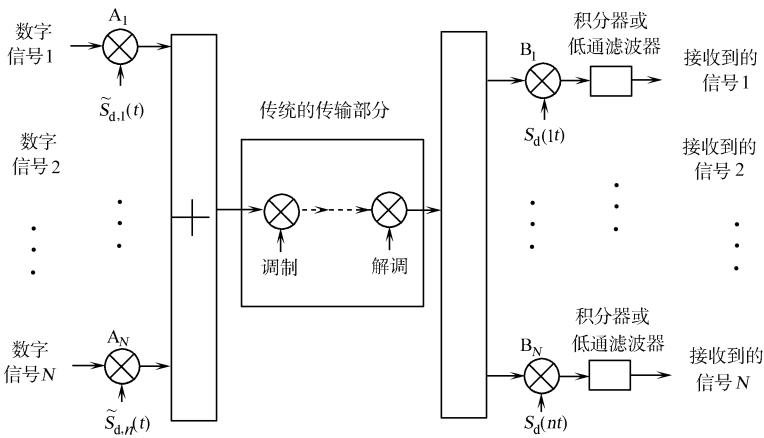 数字
信号1
A1
S̃d,1(t)
数字
信号2
数字
信号N
AN
S̃d,n(t)
+
传统的传输部分
调制
解调
B1
Sd(1t)
积分器或
低通滤波器
接收到的
信号1
接收到的
信号2
BN
Sd(nt)
积分器或
低通滤波器
接收到的
信号N